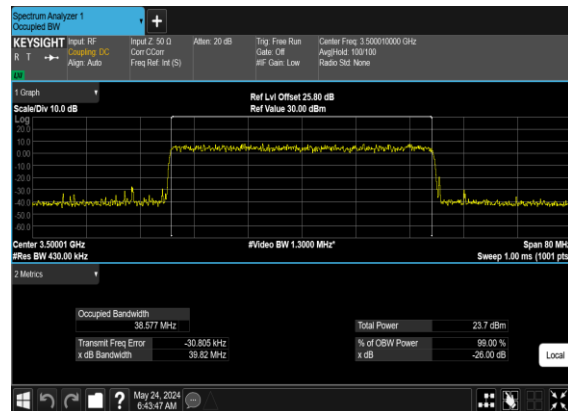 Spectrum Analyzer 1
Occupied BW
+
KEYSIGHT Input: RF Input Z: 50 Ω Atten: 20 dB Trig: Free Run Center Freq: 3.500010000 GHz
R T Coupling: DC Corr CCorr Gate: Off Avg|Hold: 100/100
Align: Auto Freq Ref: Int (S) #IF Gain: Low Radio Std: None
LW
1 Graph
Ref Lvl Offset 25.80 dB
Scale/Div 10.0 dB Ref Value 30.00 dBm
Log
20.0
10.0
0.00
-10.0
-20.0
-30.0
-40.0
-50.0
-60.0
Center 3.50001 GHz #Video BW 1.3000 MHz* Span 80 MHz
#Res BW 430.00 kHz Sweep 1.00 ms (1001 pts)
2 Metrics
Occupied Bandwidth
38.577 MHz Total Power 23.7 dBm
Transmit Freq Error -30.805 kHz % of OBW Power 99.00 %
x dB Bandwidth 39.82 MHz x dB -26.00 dB
Local
? May 24, 2024
6:43:47 AM